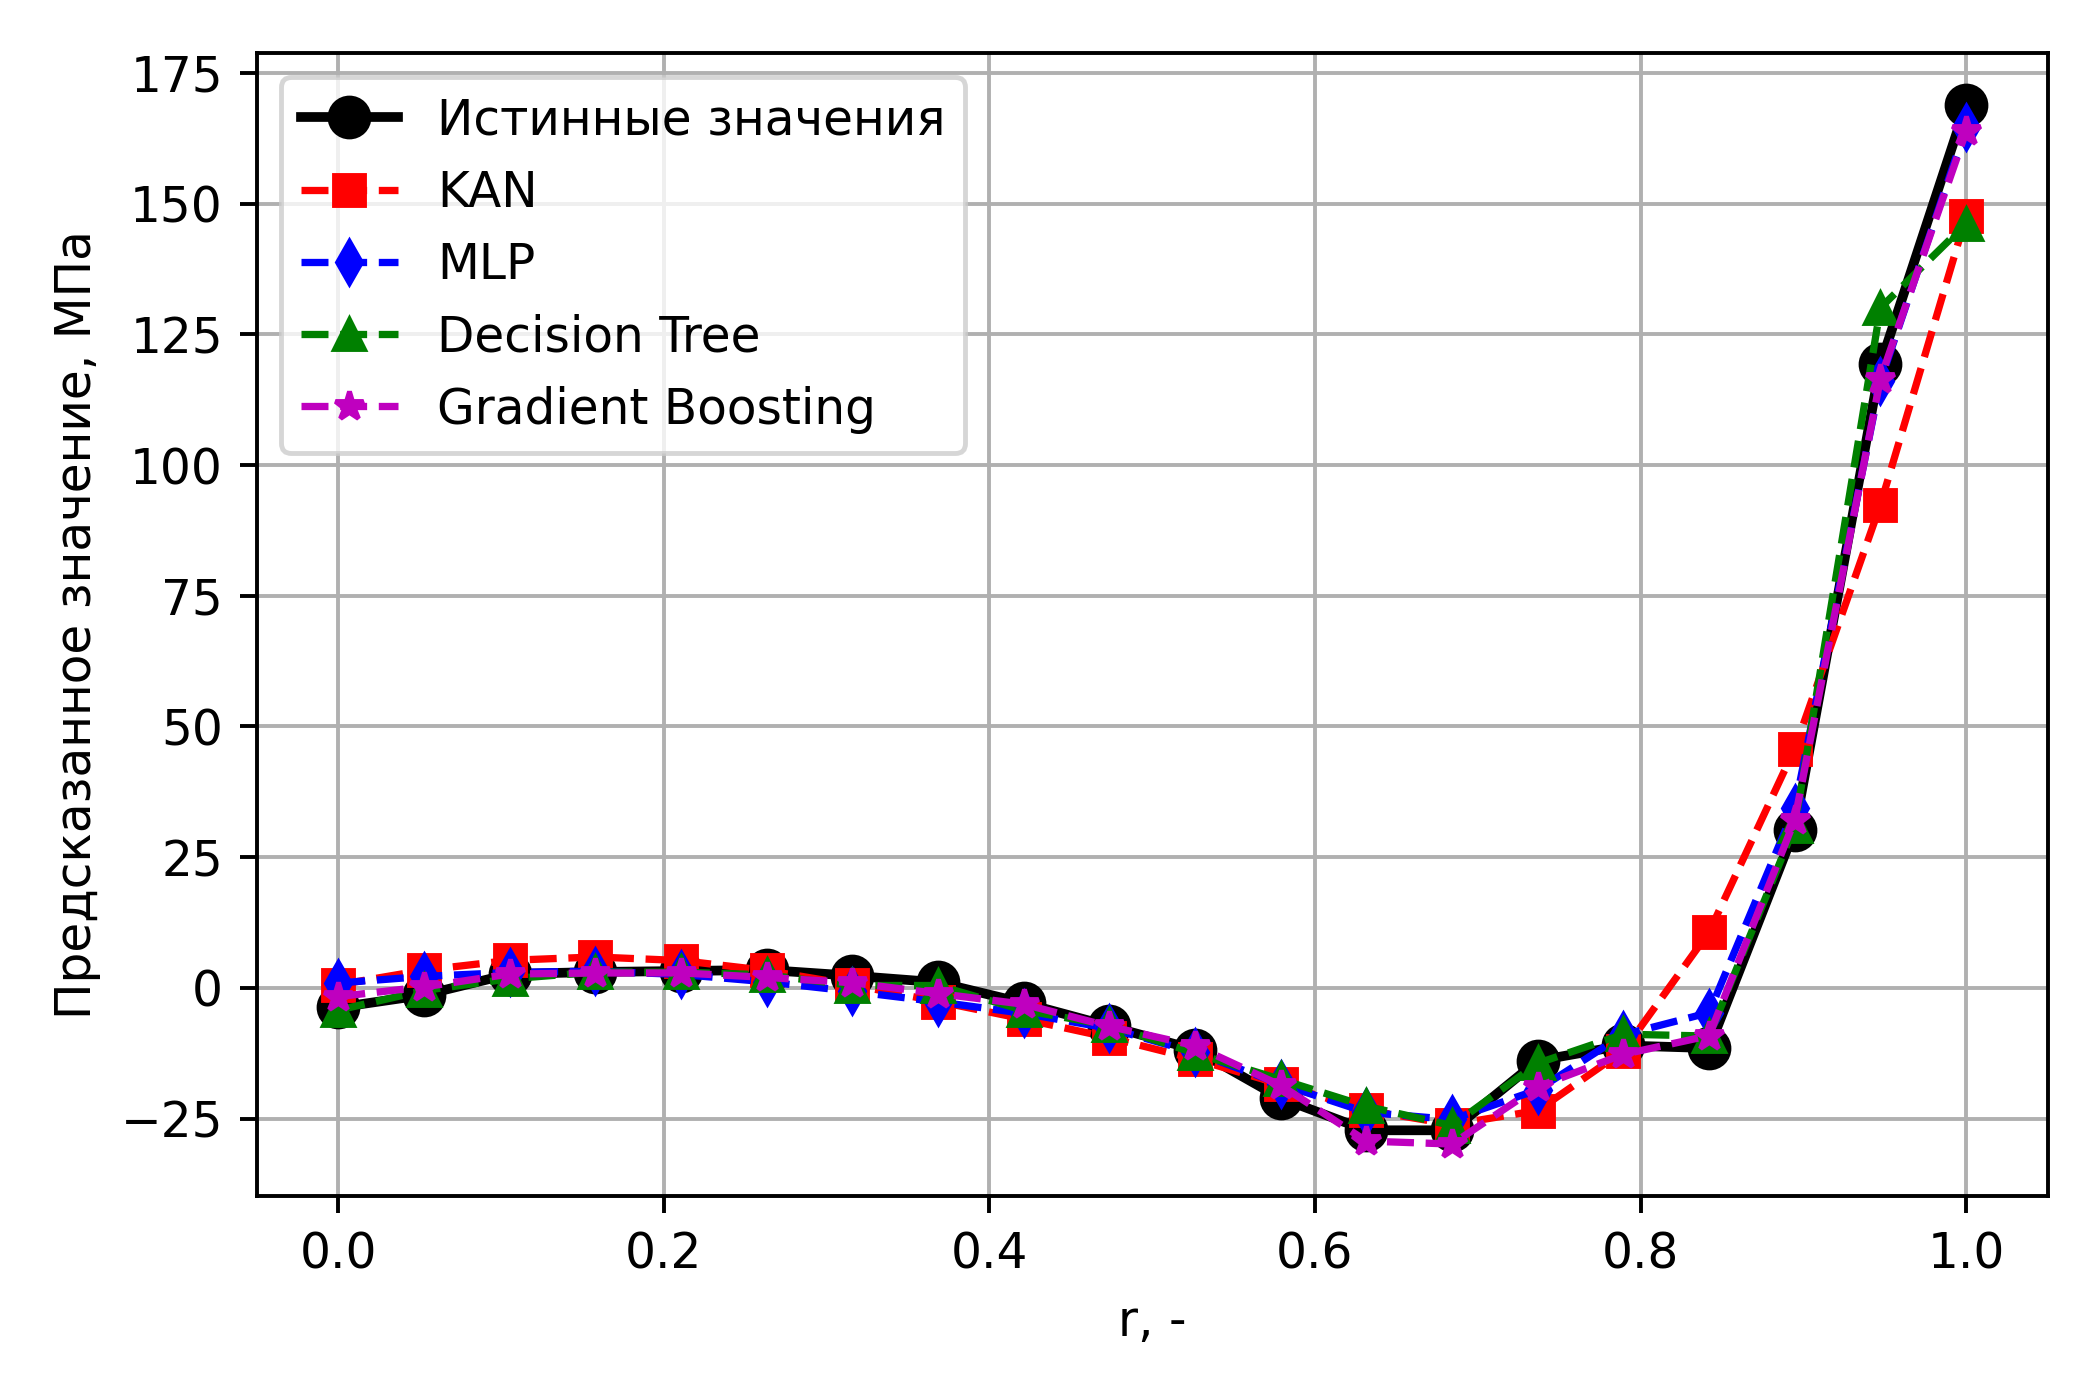 175
150
125
100
75
50
25
0
−25
Предсказанное значение, МПа
Истинные значения
KAN
MLP
Decision Tree
Gradient Boosting
0.0 0.2 0.4 0.6 0.8 1.0
r, -